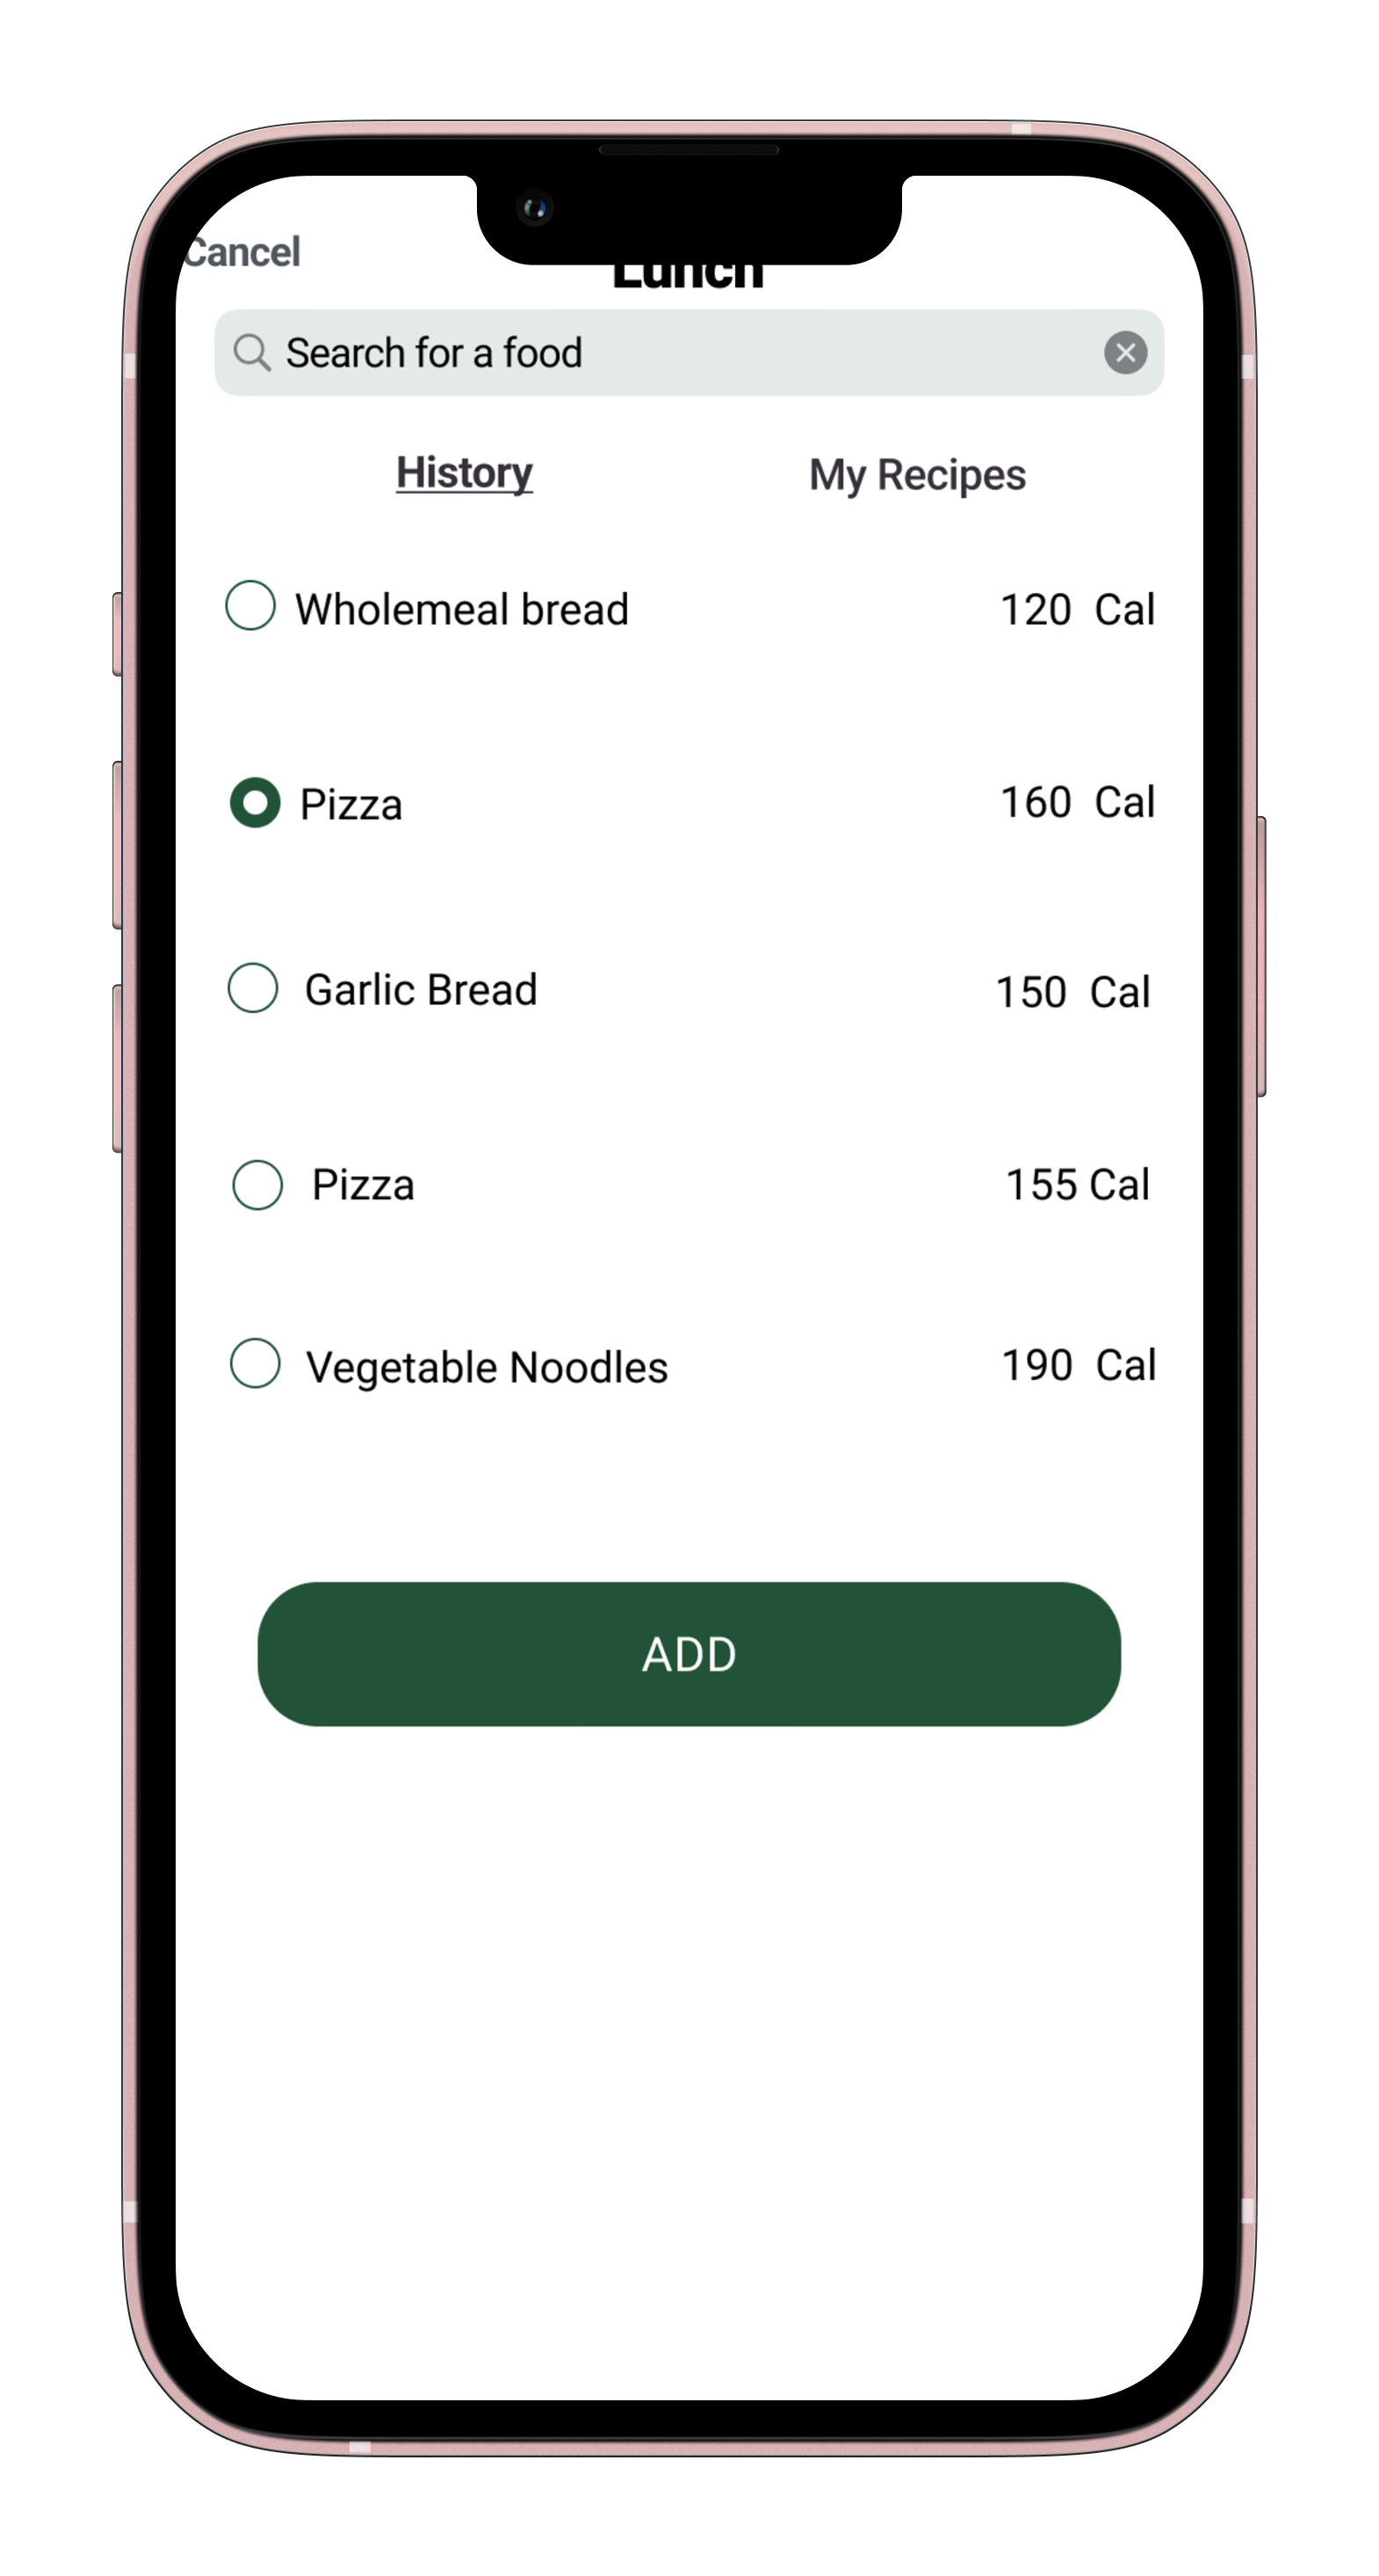 Cancel
Lunch
Search for a food
History My Recipes
Wholemeal bread 120 Cal
Pizza 160 Cal
Garlic Bread 150 Cal
Pizza 155 Cal
Vegetable Noodles 190 Cal
ADD